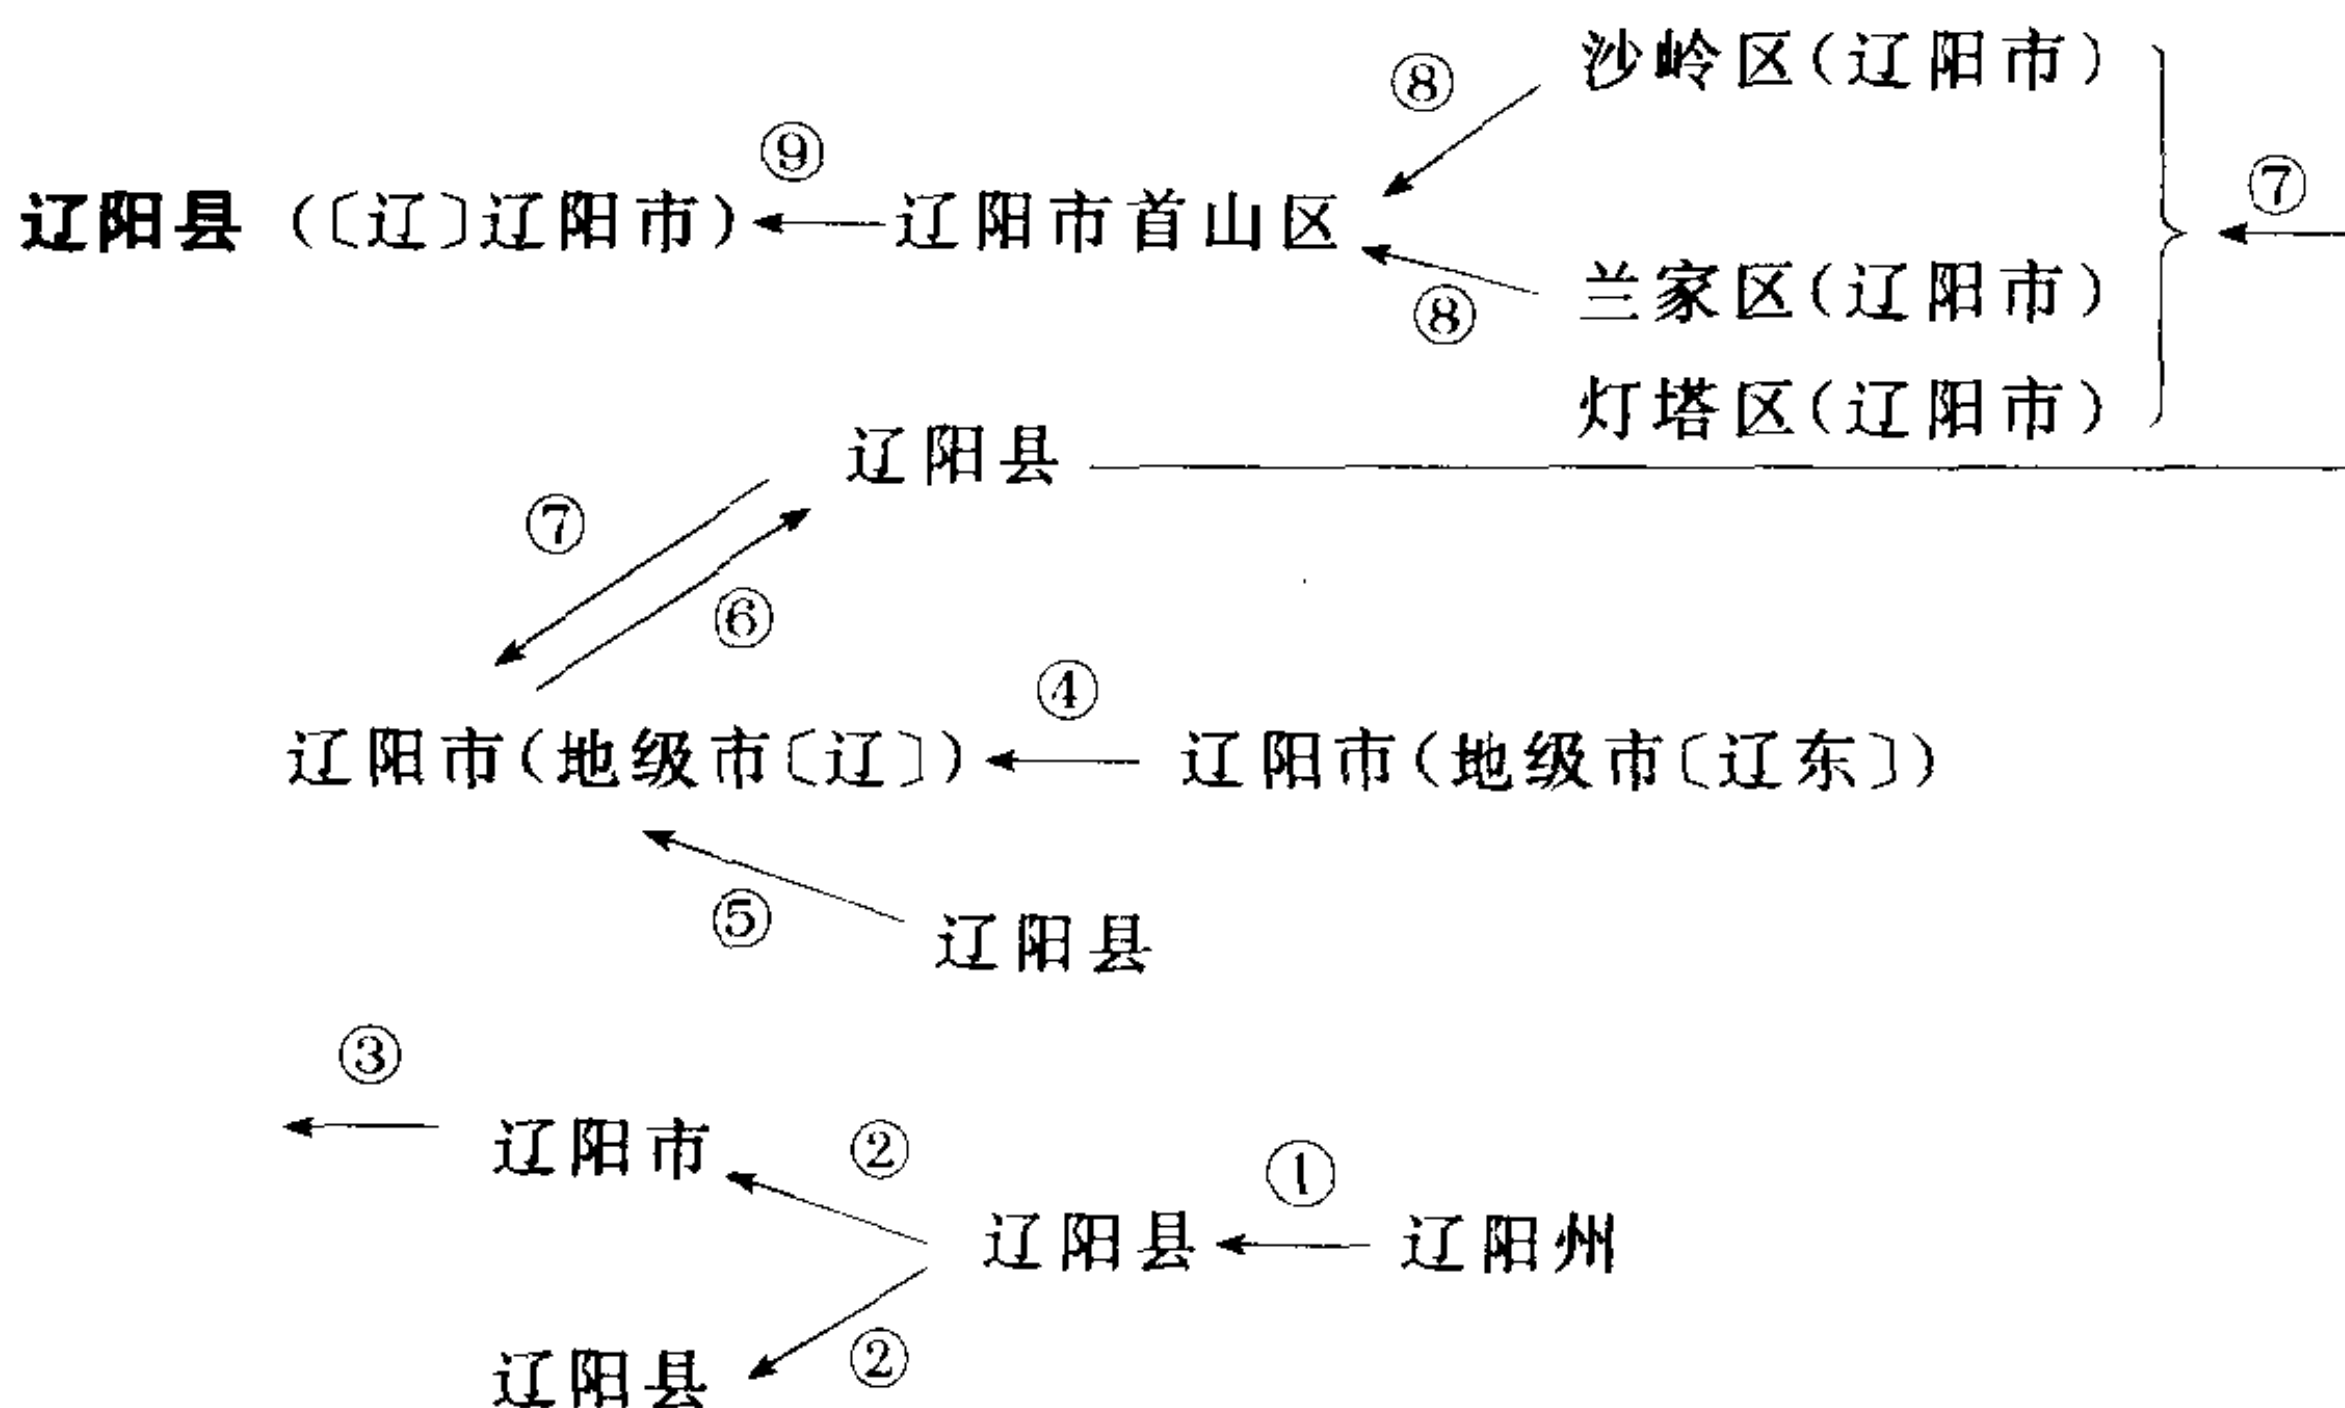 ⑧ 沙岭区(辽阳市)
辽阳县(〔辽〕辽阳市) ⑨ 辽阳市首山区 ⑦
⑧ 兰家区(辽阳市)
灯塔区(辽阳市)
辽阳县
⑦
⑥
④
辽阳市(地级市〔辽〕) 辽阳市(地级市〔辽东〕)
⑤ 辽阳县
③
辽阳市 ②
①
辽阳县 辽阳州
辽阳县 ②